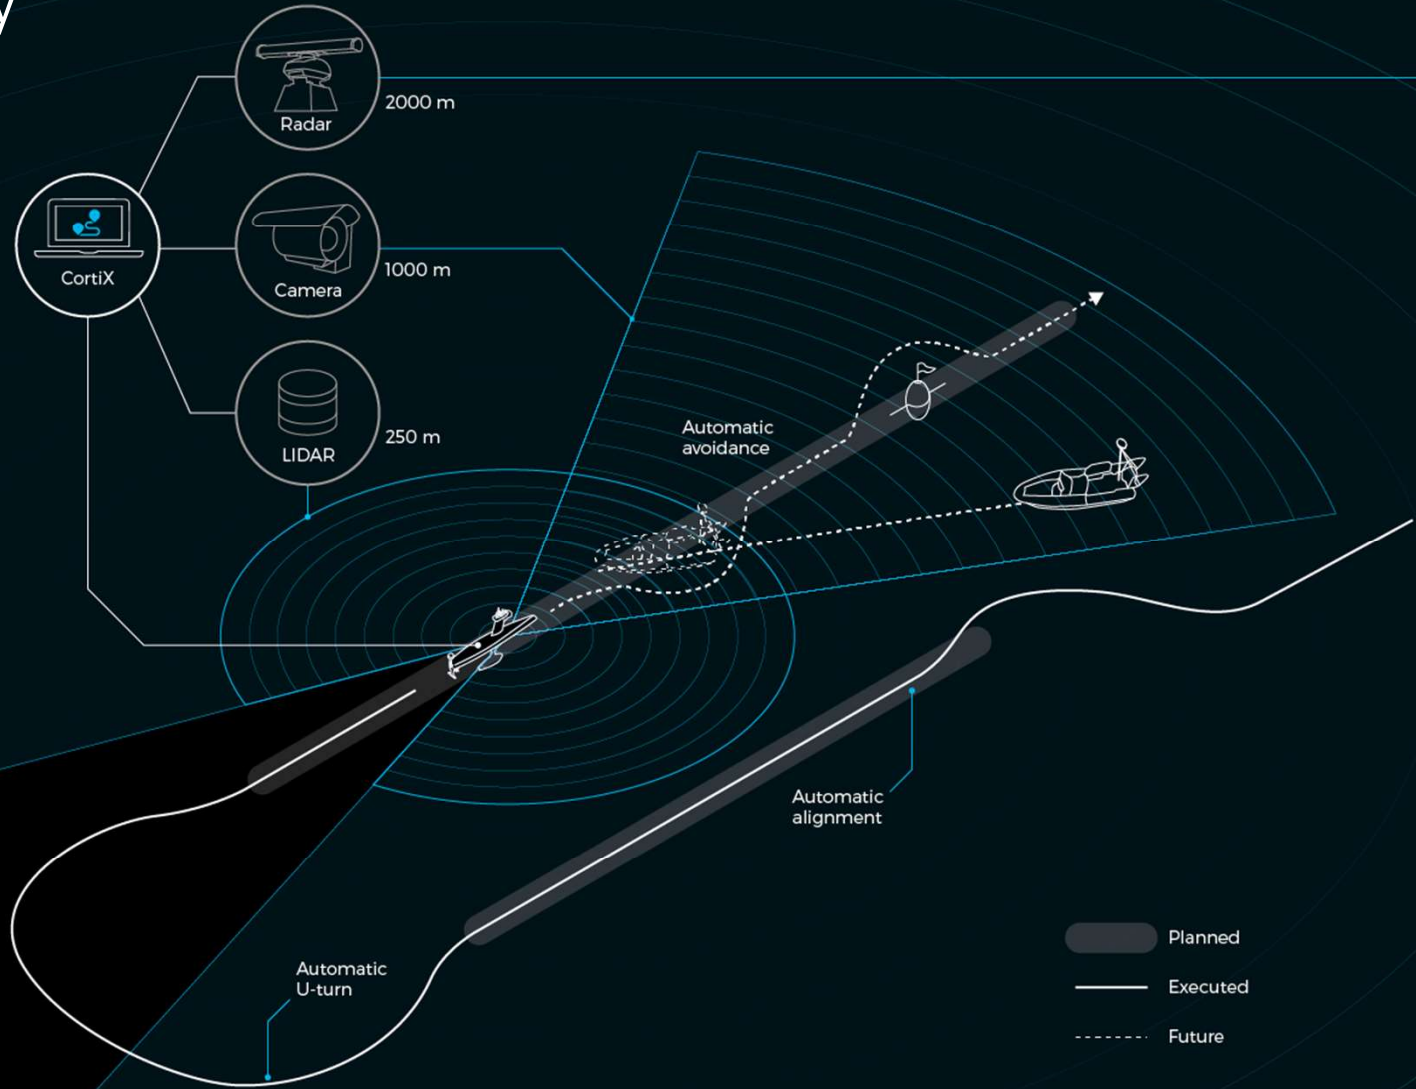 Radar
2000 m
CortiX
Camera
1000 m
LIDAR
250 m
Automatic
avoidance
Automatic
alignment
Automatic
U-turn
Planned
Executed
Future